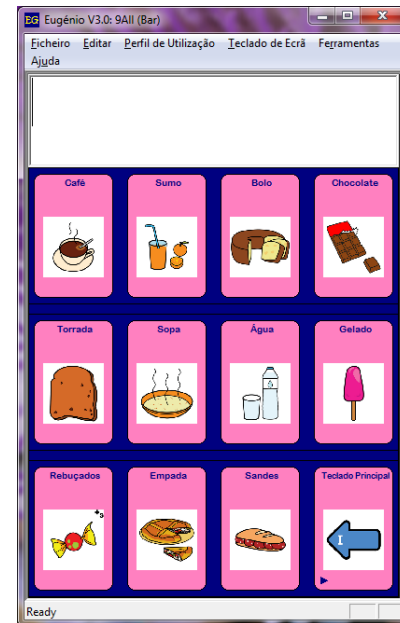 EG Eugénio V3.0: 9All (Bar)
Ficheiro Editar Perfil de Utilização Teclado de Ecrã Ferramentas
Ajuda
Café Sumo Bolo Chocolate
Torrada Sopa Água Gelado
Rebuçados Empada Sandes Teclado Principal
+s
I
Ready